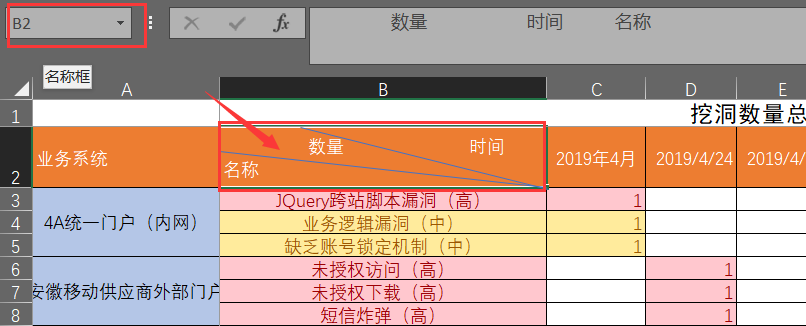 B2 fx 数量 时间 名称
名称框
A B C D E
1 挖洞数量总
2 业务系统 数量 时间 名称 2019年4月 2019/4/24 2019/4/
3 JQuery跨站脚本漏洞（高） 1
4 4A统一门户（内网） 业务逻辑漏洞（中） 1
5 缺乏账号锁定机制（中） 1
6 未授权访问（高） 1
7 安徽移动供应商外部门户 未授权下载（高） 1
8 短信炸弹（高） 1